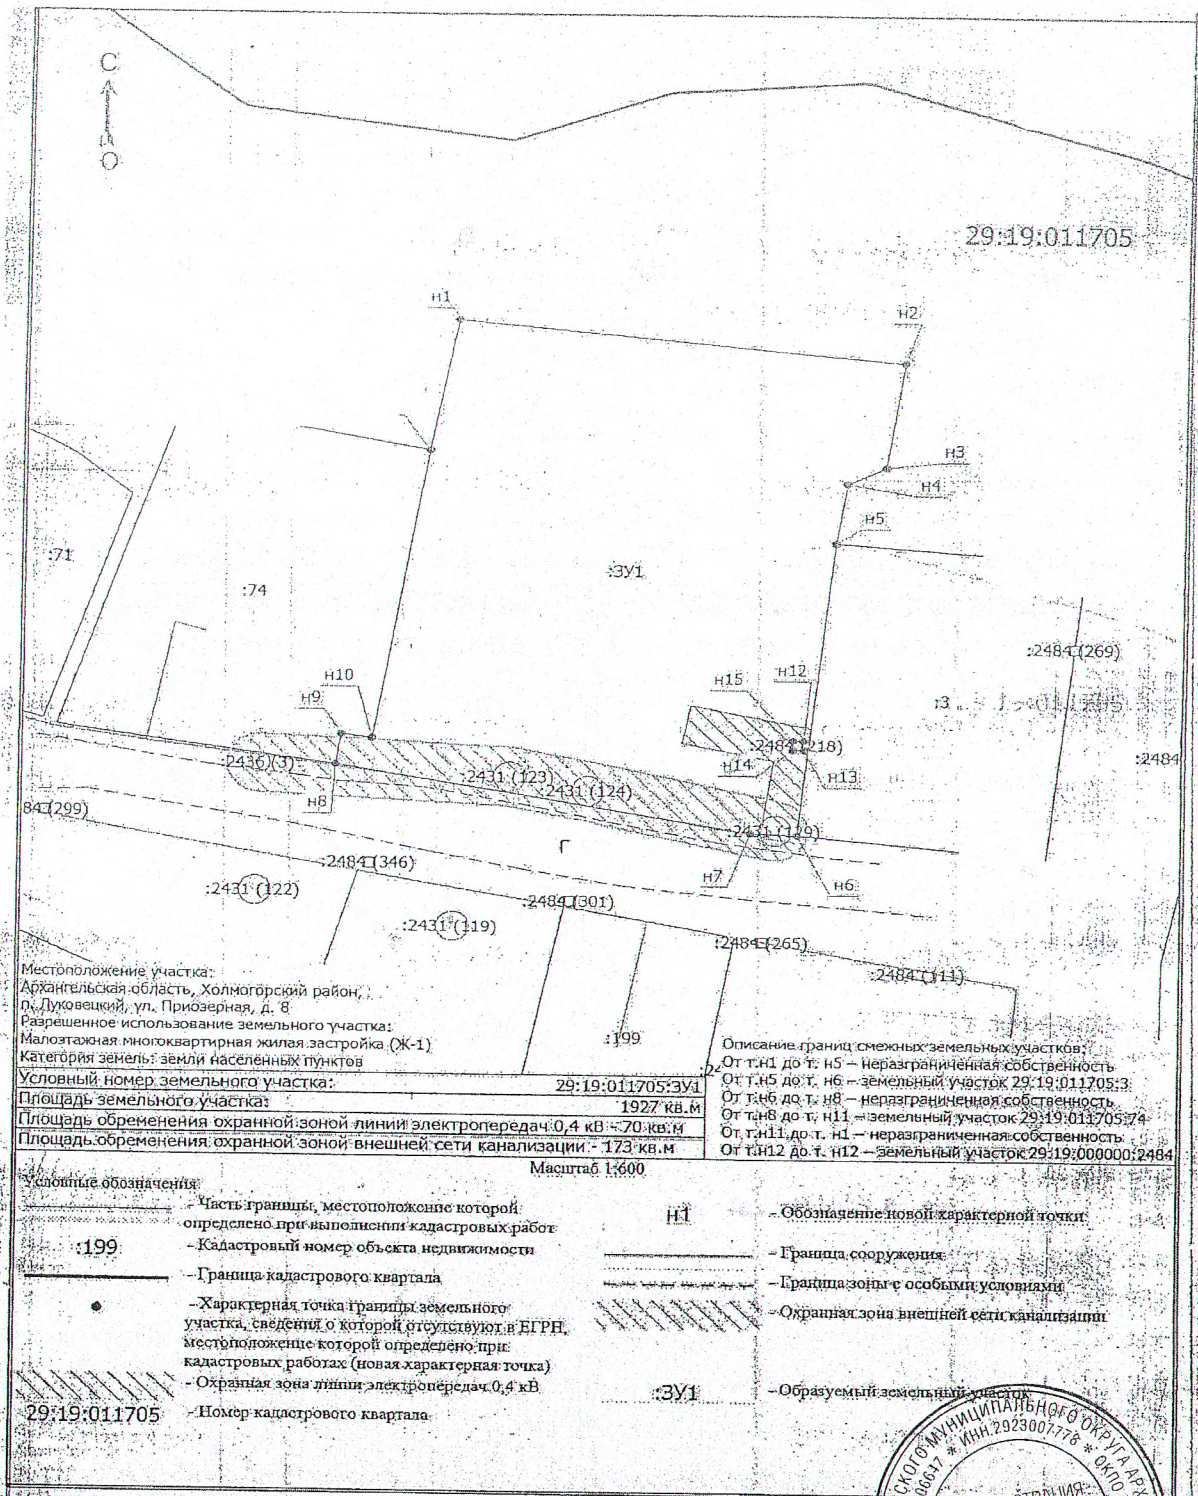 С
О
29:19:011705
н1
н2
н3
н4
н5
:71
:74
:ЗУ1
:2484 (269)
н10
н9
н15
н12
:3
:2484 (218)
:2484
:2436 (3)
:2431 (123)
н14
н13
:2431 (124)
н8
84 (299)
:2431 (129)
Г
:2484 (346)
н7
н6
:2431 (122)
:2484 (301)
:2431 (119)
:2484 (265)
:2484 (311)
:199
:24
Местоположение участка:
Архангельская область, Холмогорский район,
п. Луковецкий, ул. Приозерная, д. 8
Разрешенное использование земельного участка:
Малоэтажная многоквартирная жилая застройка (Ж-1)
Категория земель: земли населенных пунктов
Условный номер земельного участка: 29:19:011705:ЗУ1
Площадь земельного участка: 1927 кв.м
Площадь обременения охранной зоной линии электропередач 0,4 кВ - 70 кв.м
Площадь обременения охранной зоной внешней сети канализации - 173 кв.м
Описание границ смежных земельных участков:
От т.н1 до т. н5 – неразграниченная собственность
От т.н5 до т. н6 – земельный участок 29:19:011705:3
От т.н6 до т. н8 – неразграниченная собственность
От т.н8 до т. н11 – земельный участок 29:19:011705:74
От т.н11 до т. н1 – неразграниченная собственность
От т.н12 до т. н12 – земельный участок 29:19:000000:2484
Масштаб 1:600
Условные обозначения:
- Часть границы, местоположение которой
определено при выполнении кадастровых работ
:199 - Кадастровый номер объекта недвижимости
- Граница кадастрового квартала
- Характерная точка границы земельного
участка, сведения о которой отсутствуют в ЕГРН,
местоположение которой определено при
кадастровых работах (новая характерная точка)
- Охранная зона линии электропередач 0,4 кВ
29:19:011705 - Номер кадастрового квартала
н1 - Обозначение новой характерной точки
- Граница сооружения
- Граница зоны с особыми условиями
- Охранная зона внешней сети канализации
:ЗУ1 - Образуемый земельный участок
СКОГО МУНИЦИПАЛЬНОГО ОКРУГА АРХ
06617 * ИНН 2923007778 * ОКПО